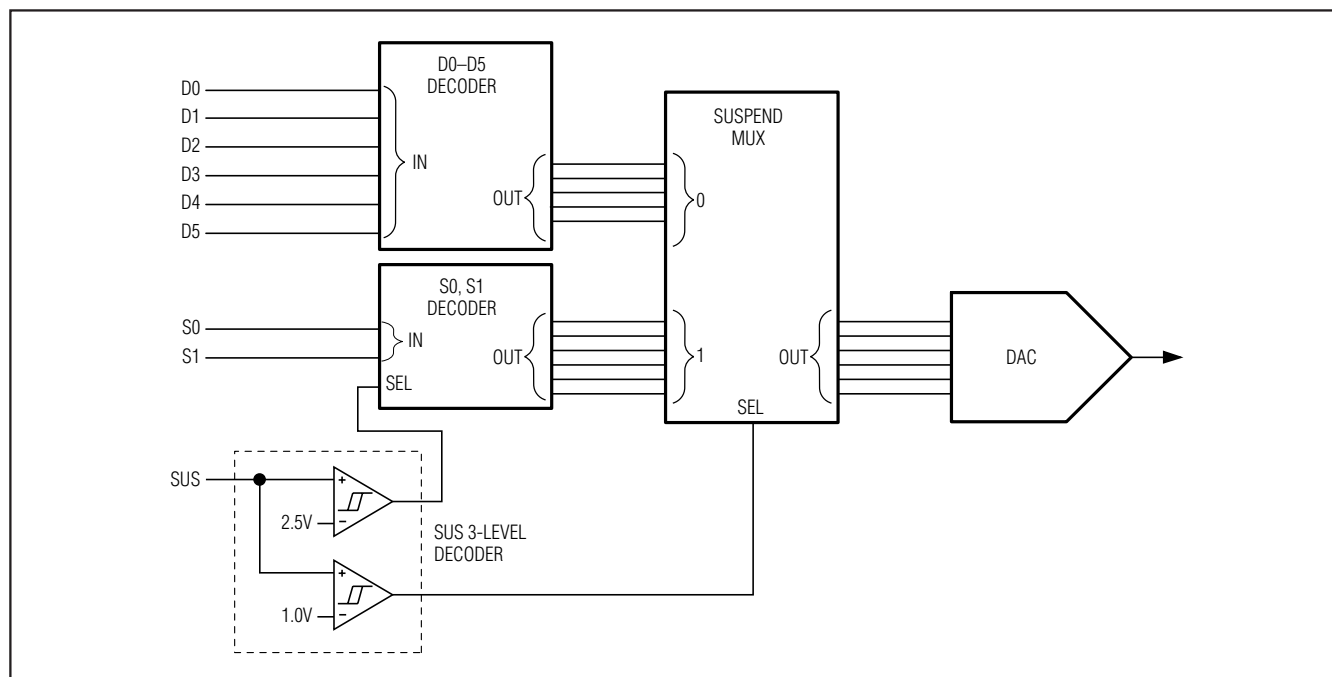 D0–D5
DECODER
D0
D1
D2
D3
D4
D5
IN
OUT
SUSPEND
MUX
0
1
OUT
SEL
DAC
S0, S1
DECODER
S0
S1
IN
OUT
SEL
SUS
+
2.5V
−
+
1.0V
−
SUS 3-LEVEL
DECODER